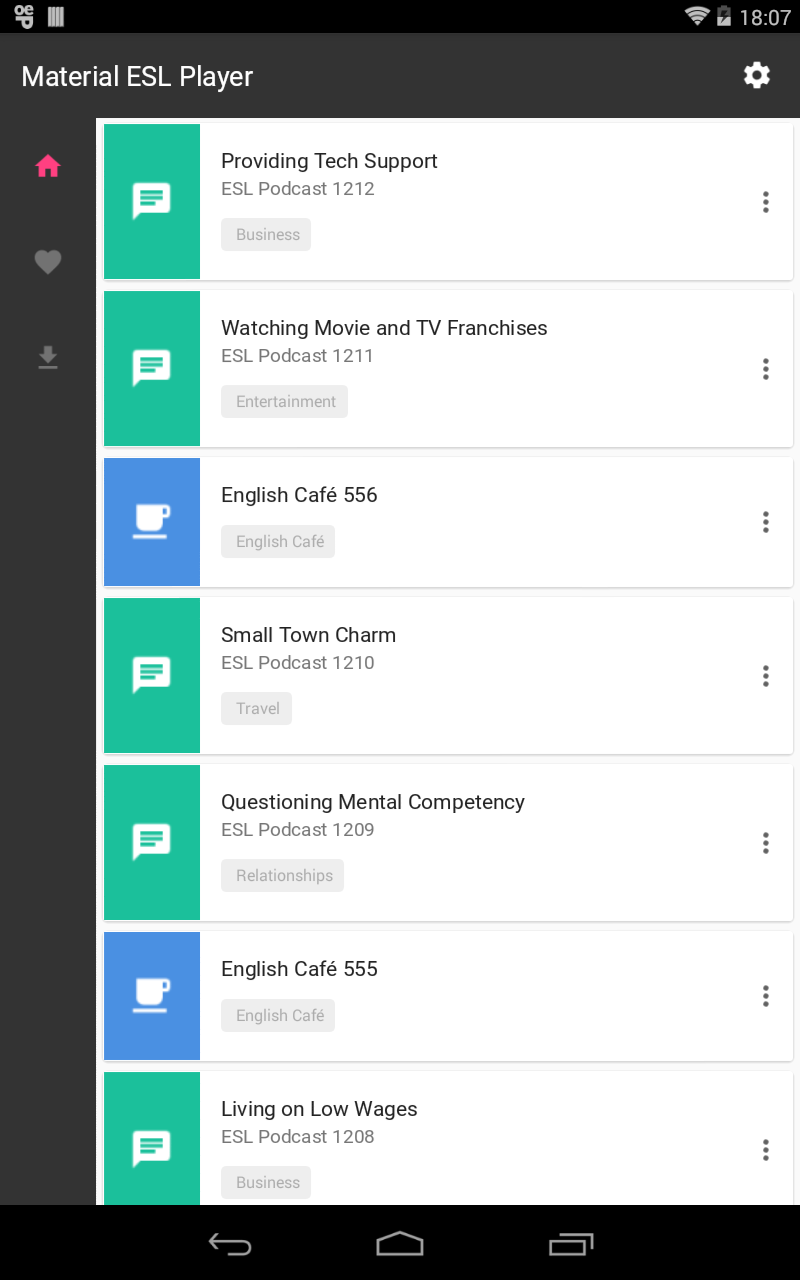 18:07
Material ESL Player
Providing Tech Support
ESL Podcast 1212
Business
Watching Movie and TV Franchises
ESL Podcast 1211
Entertainment
English Café 556
English Café
Small Town Charm
ESL Podcast 1210
Travel
Questioning Mental Competency
ESL Podcast 1209
Relationships
English Café 555
English Café
Living on Low Wages
ESL Podcast 1208
Business